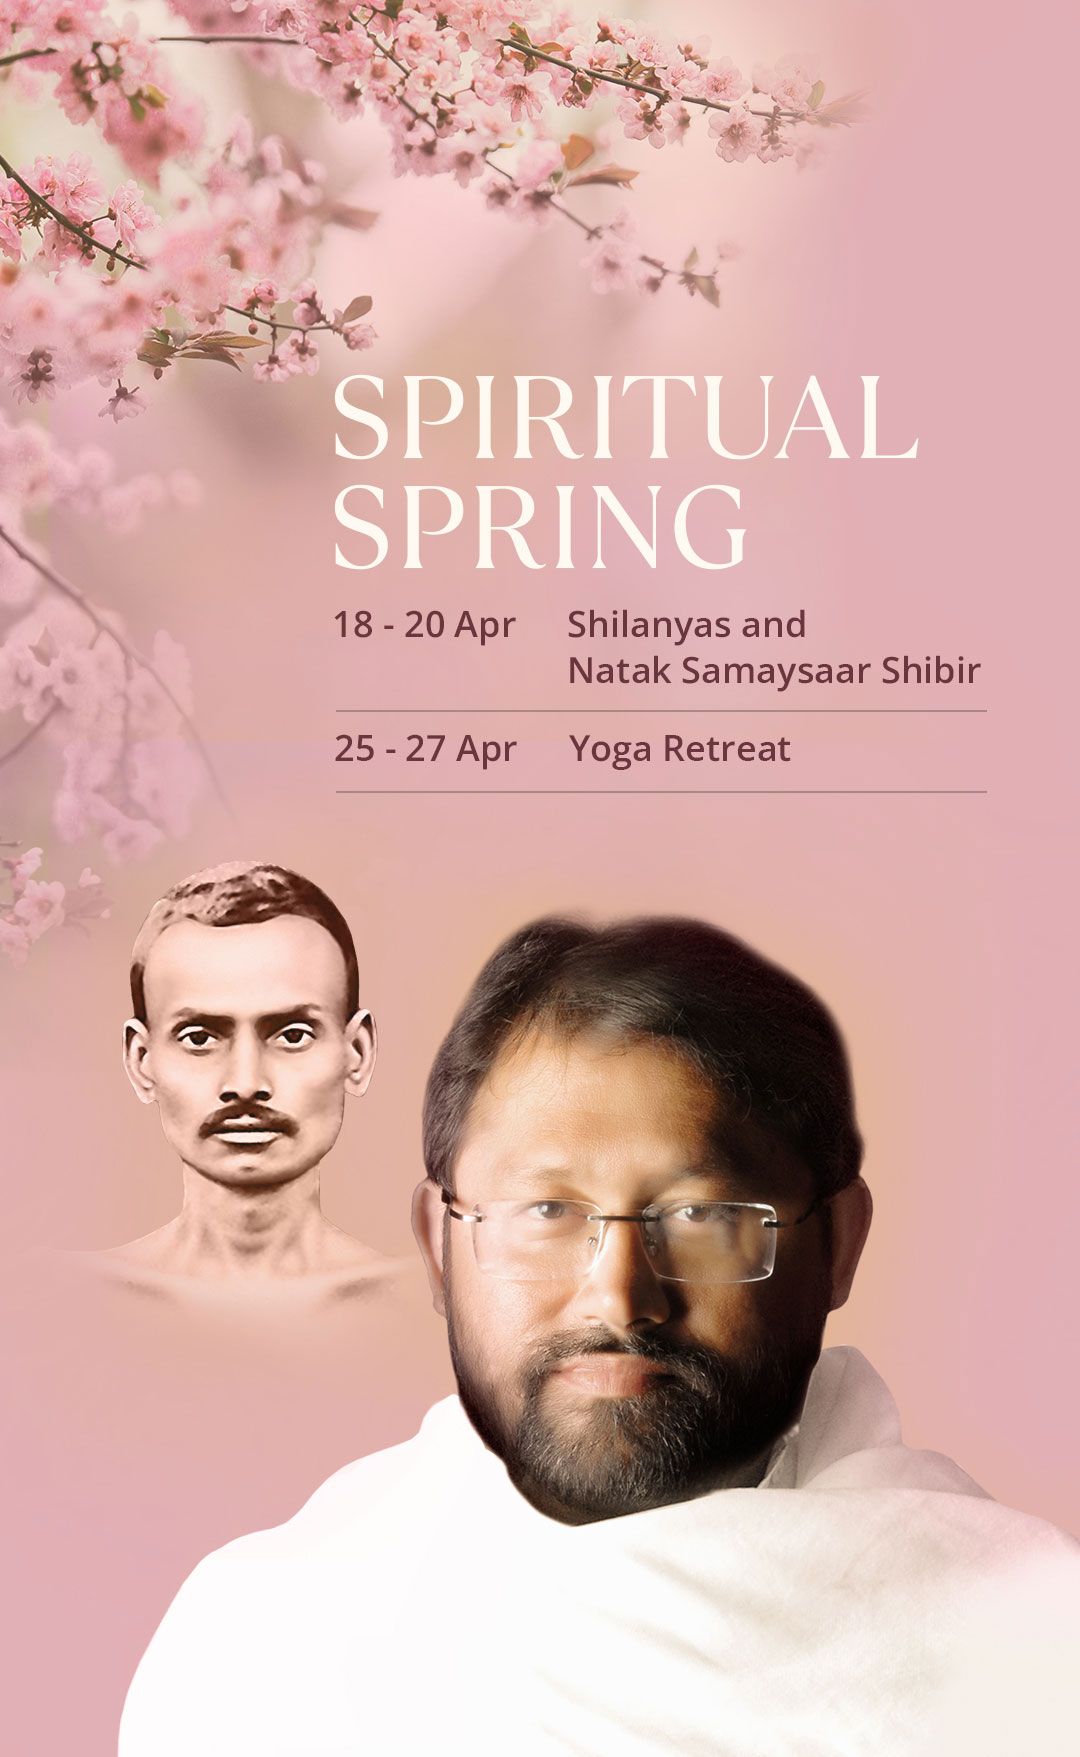 SPIRITUAL
SPRING
18 - 20 Apr Shilanyas and
Natak Samaysaar Shibir
25 - 27 Apr Yoga Retreat